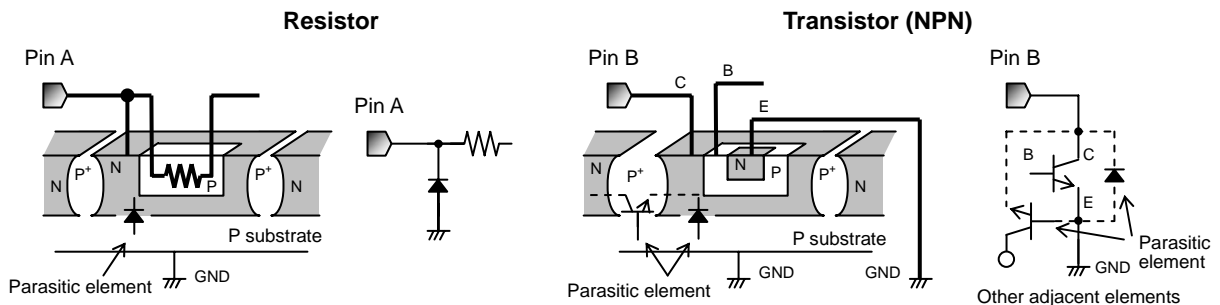 Resistor
Transistor (NPN)
Pin A
Pin A
Pin B
Pin B
C
B
E
N
P+
N
P
P+
N
N
P+
N
P
P+
N
B
C
E
P substrate
P substrate
Parasitic element
GND
Parasitic element
GND
GND
GND
Parasitic
element
Other adjacent elements